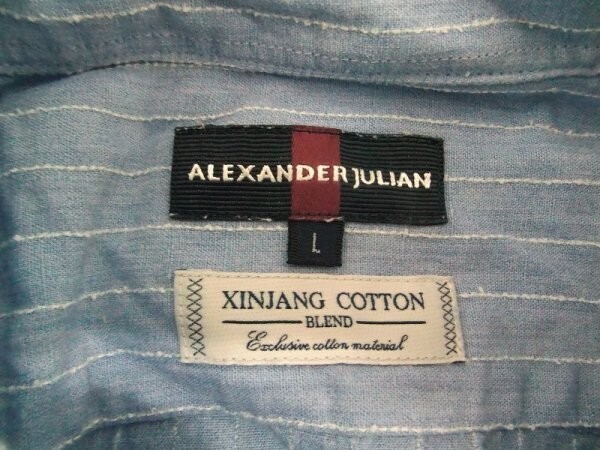 ALEXANDER JULIAN
L
XINJANG COTTON
BLEND
Exclusive cotton material